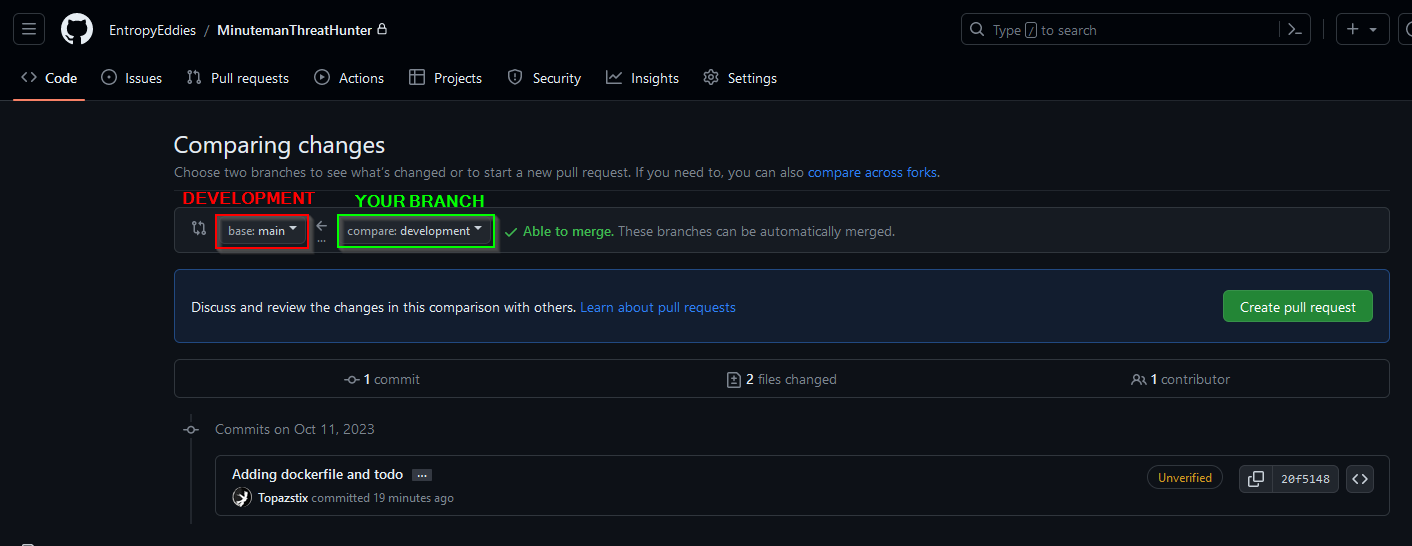 EntropyEddies / MinutemanThreatHunter
Type / to search
Code Issues Pull requests Actions Projects Security Insights Settings
Comparing changes
Choose two branches to see what's changed or to start a new pull request. If you need to, you can also compare across forks.
DEVELOPMENT YOUR BRANCH
base: main compare: development Able to merge. These branches can be automatically merged.
...
Discuss and review the changes in this comparison with others. Learn about pull requests Create pull request
1 commit 2 files changed 1 contributor
Commits on Oct 11, 2023
Adding dockerfile and todo ... Unverified 20f5148
Topazstix committed 19 minutes ago